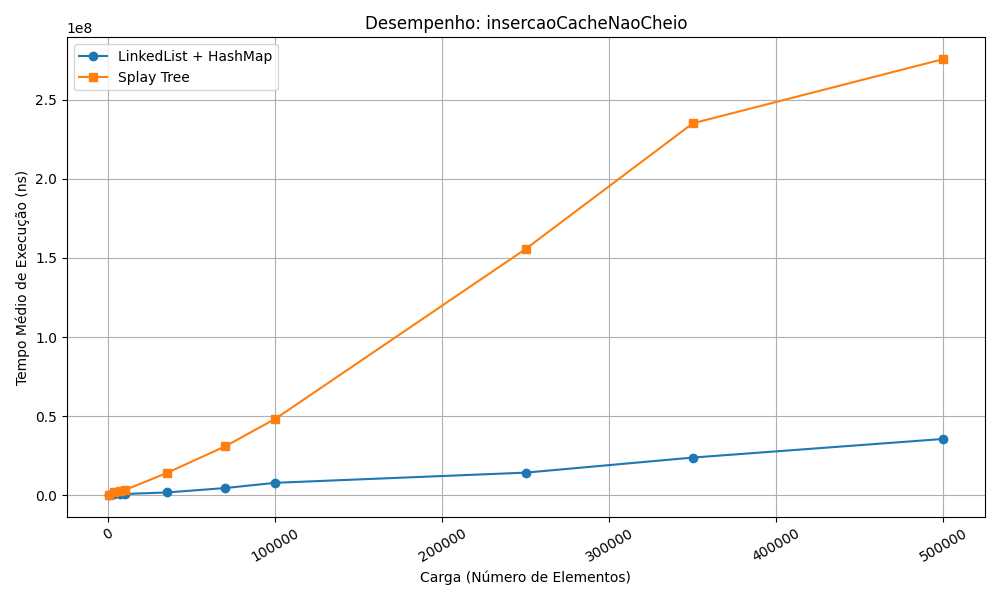 Desempenho: insercaoCacheNaoCheio
1e8
LinkedList + HashMap
Splay Tree
2.5
2.0
1.5
1.0
0.5
0.0
Tempo Médio de Execução (ns)
0
100000
200000
300000
400000
500000
Carga (Número de Elementos)